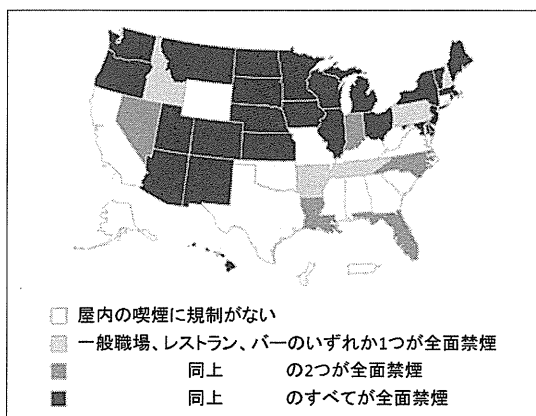 屋内の喫煙に規制がない
一般職場、レストラン、バーのいずれか1つが全面禁煙
同上 の2つが全面禁煙
同上 のすべてが全面禁煙